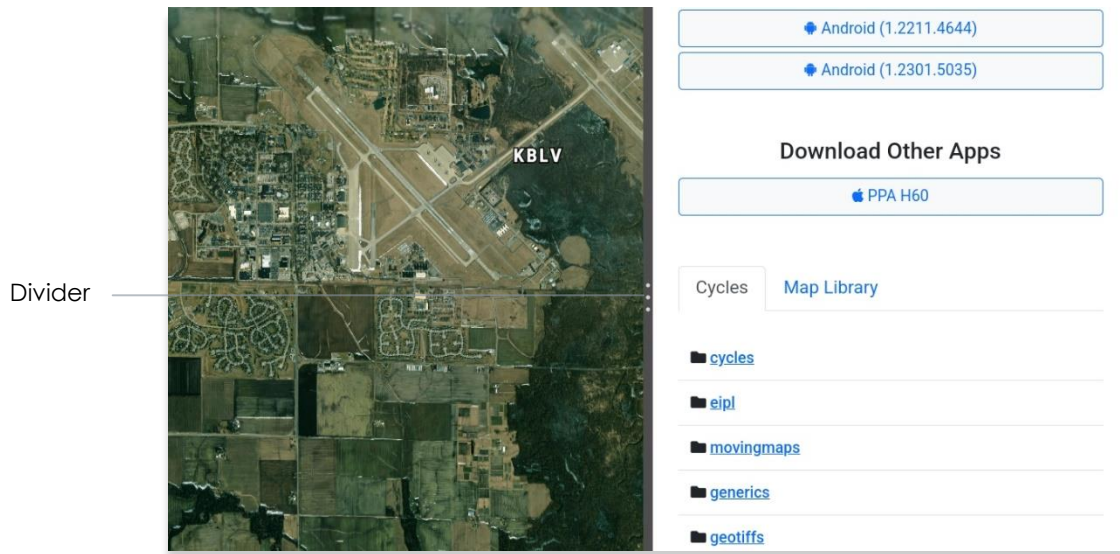 Android (1.2211.4644)
Android (1.2301.5035)
KBLV
Download Other Apps
PPA H60
Divider
Cycles Map Library
cycles
eipl
movingmaps
generics
geotiffs